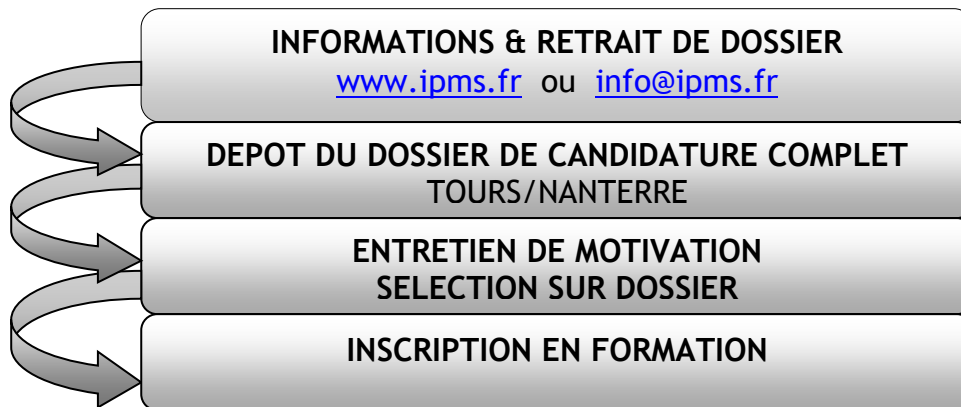 INFORMATIONS & RETRAIT DE DOSSIER
www.ipms.fr ou info@ipms.fr
DEPOT DU DOSSIER DE CANDIDATURE COMPLET
TOURS/NANTERRE
ENTRETIEN DE MOTIVATION
SELECTION SUR DOSSIER
INSCRIPTION EN FORMATION